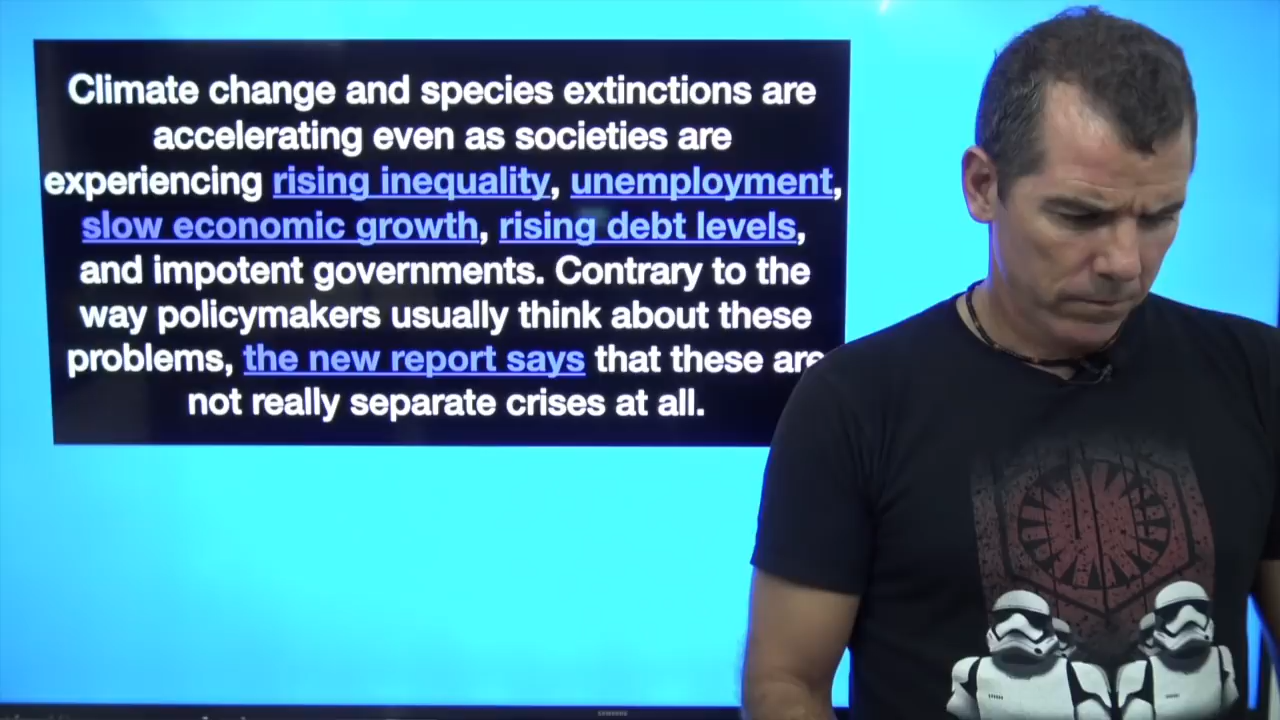 Climate change and species extinctions are
accelerating even as societies are
experiencing rising inequality, unemployment,
slow economic growth, rising debt levels,
and impotent governments. Contrary to the
way policymakers usually think about these
problems, the new report says that these are
not really separate crises at all.
SAMSUNG